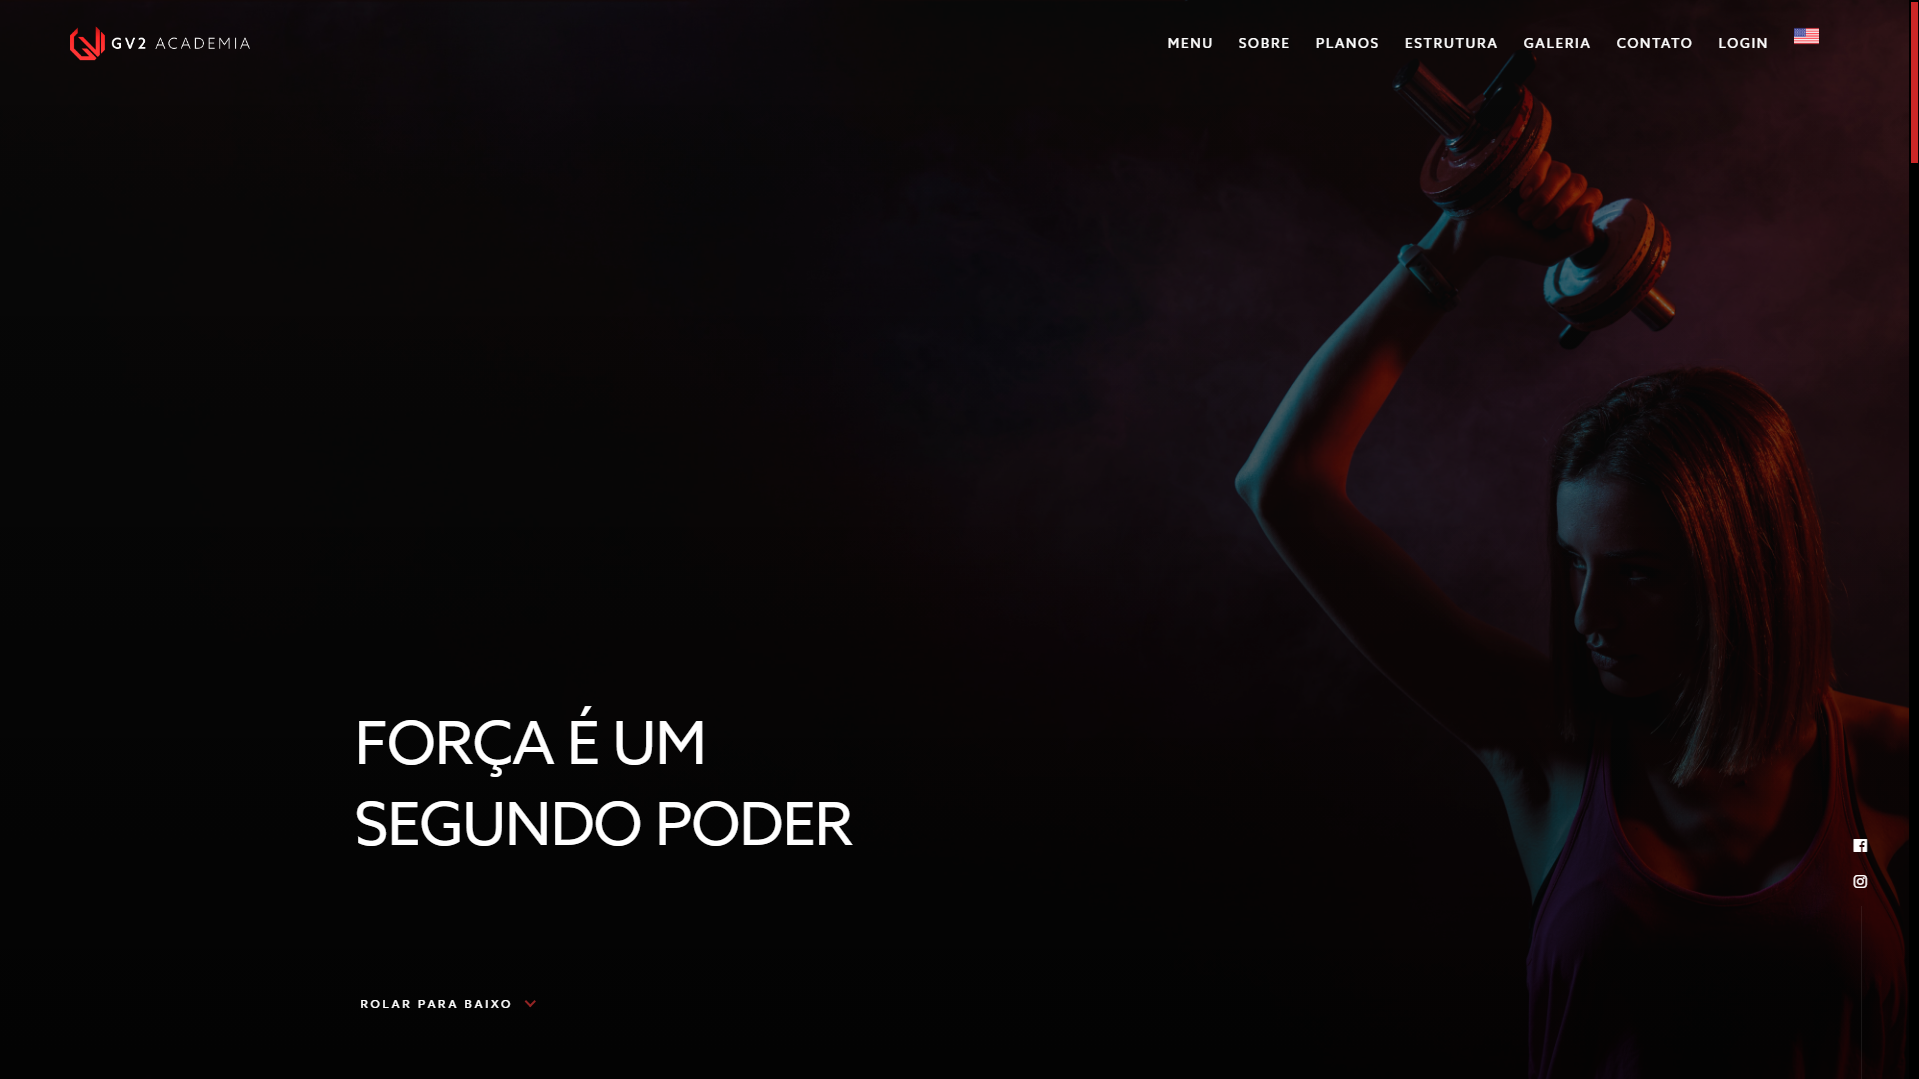 GV2 ACADEMIA
MENU SOBRE PLANOS ESTRUTURA GALERIA CONTATO LOGIN
FORÇA É UM
SEGUNDO PODER
ROLAR PARA BAIXO